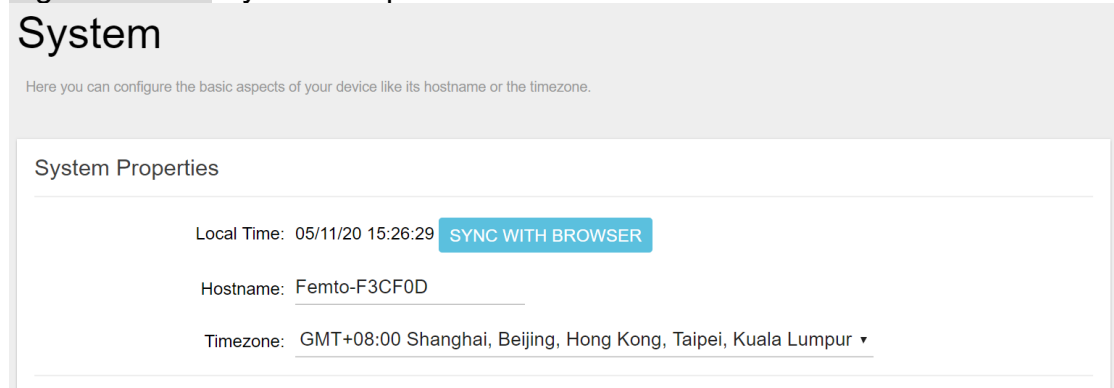 System
Here you can configure the basic aspects of your device like its hostname or the timezone.
System Properties
Local Time: 05/11/20 15:26:29 SYNC WITH BROWSER
Hostname: Femto-F3CF0D
Timezone: GMT+08:00 Shanghai, Beijing, Hong Kong, Taipei, Kuala Lumpur